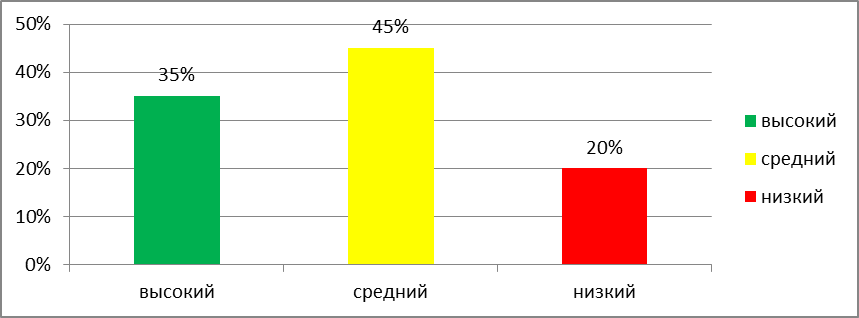 50%
45%
40%
35%
30%
20%
20%
10%
0%
высокий
средний
низкий
высокий
средний
низкий